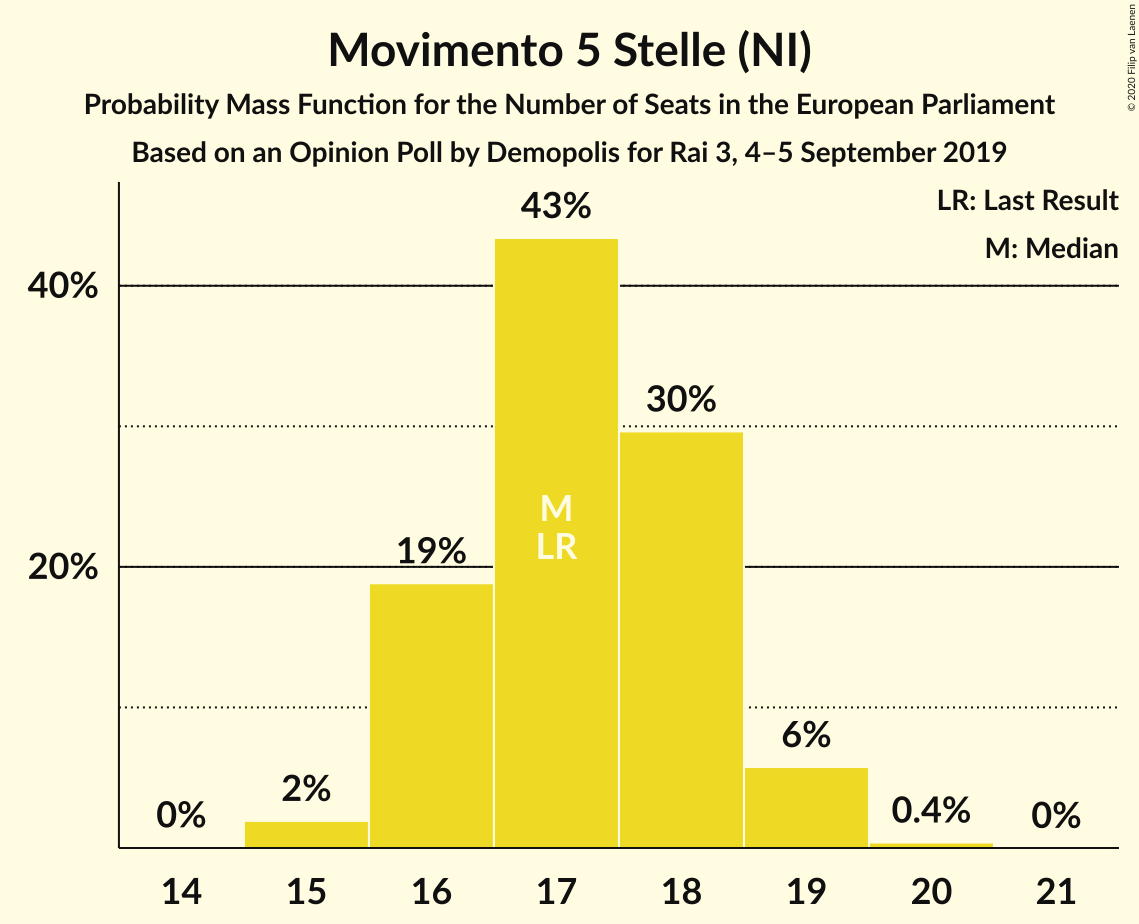 Movimento 5 Stelle (NI)
Probability Mass Function for the Number of Seats in the European Parliament
Based on an Opinion Poll by Demopolis for Rai 3, 4–5 September 2019
© 2020 Filip van Laenen
LR: Last Result
M: Median
43%
40%
30%
M
LR
19%
20%
6%
2%
0%
0.4%
0%
14 15 16 17 18 19 20 21